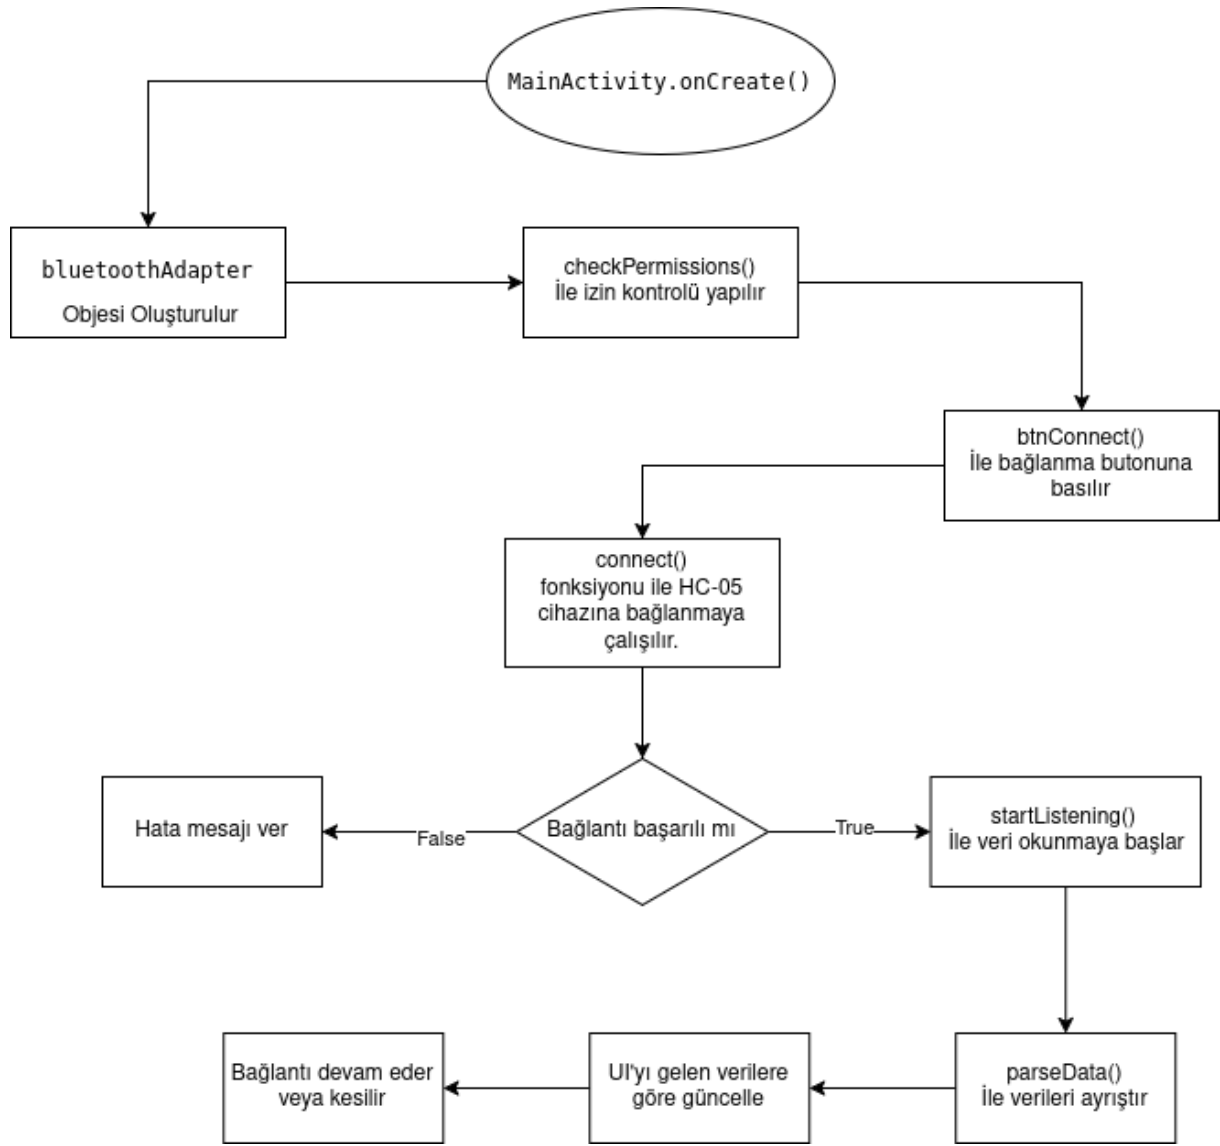 MainActivity.onCreate()
bluetoothAdapter
Objesi Oluşturulur
checkPermissions()
İle izin kontrolü yapılır
btnConnect()
İle bağlanma butonuna
basılır
connect()
fonksiyonu ile HC-05
cihazına bağlanmaya
çalışılır.
Hata mesajı ver
False
Bağlantı başarılı mı
True
startListening()
İle veri okunmaya başlar
Bağlantı devam eder
veya kesilir
UI'yı gelen verilere
göre güncelle
parseData()
İle verileri ayrıştır